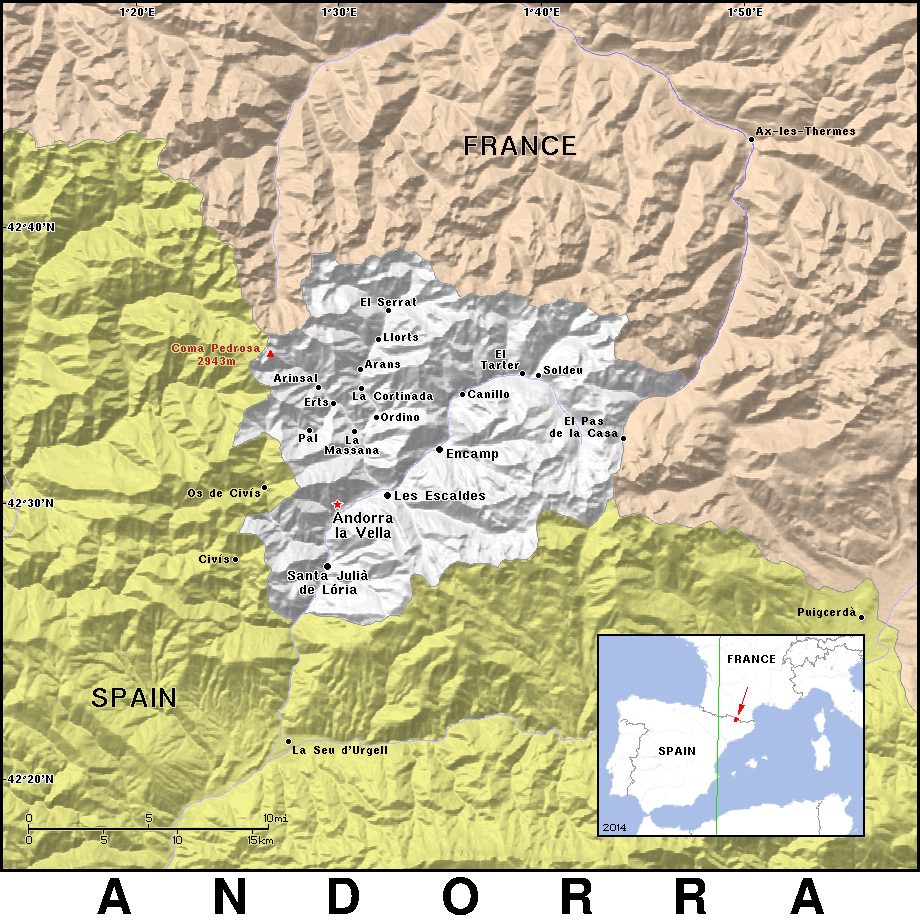 1°20'E 1°30'E 1°40'E 1°50'E
Ax-les-Thermes
FRANCE
42°40'N
El Serrat
Llorts
Coma Pedrosa
2943m
Arans
El
Tarter
Soldeu
Arinsal
La Cortinada
Canillo
Erts
Ordino
El Pas
de la Casa
Pal
La
Massana
Encamp
Os de Civís
Les Escaldes
42°30'N
Andorra
la Vella
Civís
Santa Julià
de Lória
Puigcerdà
SPAIN
La Seu d'Urgell
42°20'N
0 5 10mi
0 5 10 15km
FRANCE
SPAIN
2014
A N D O R R A